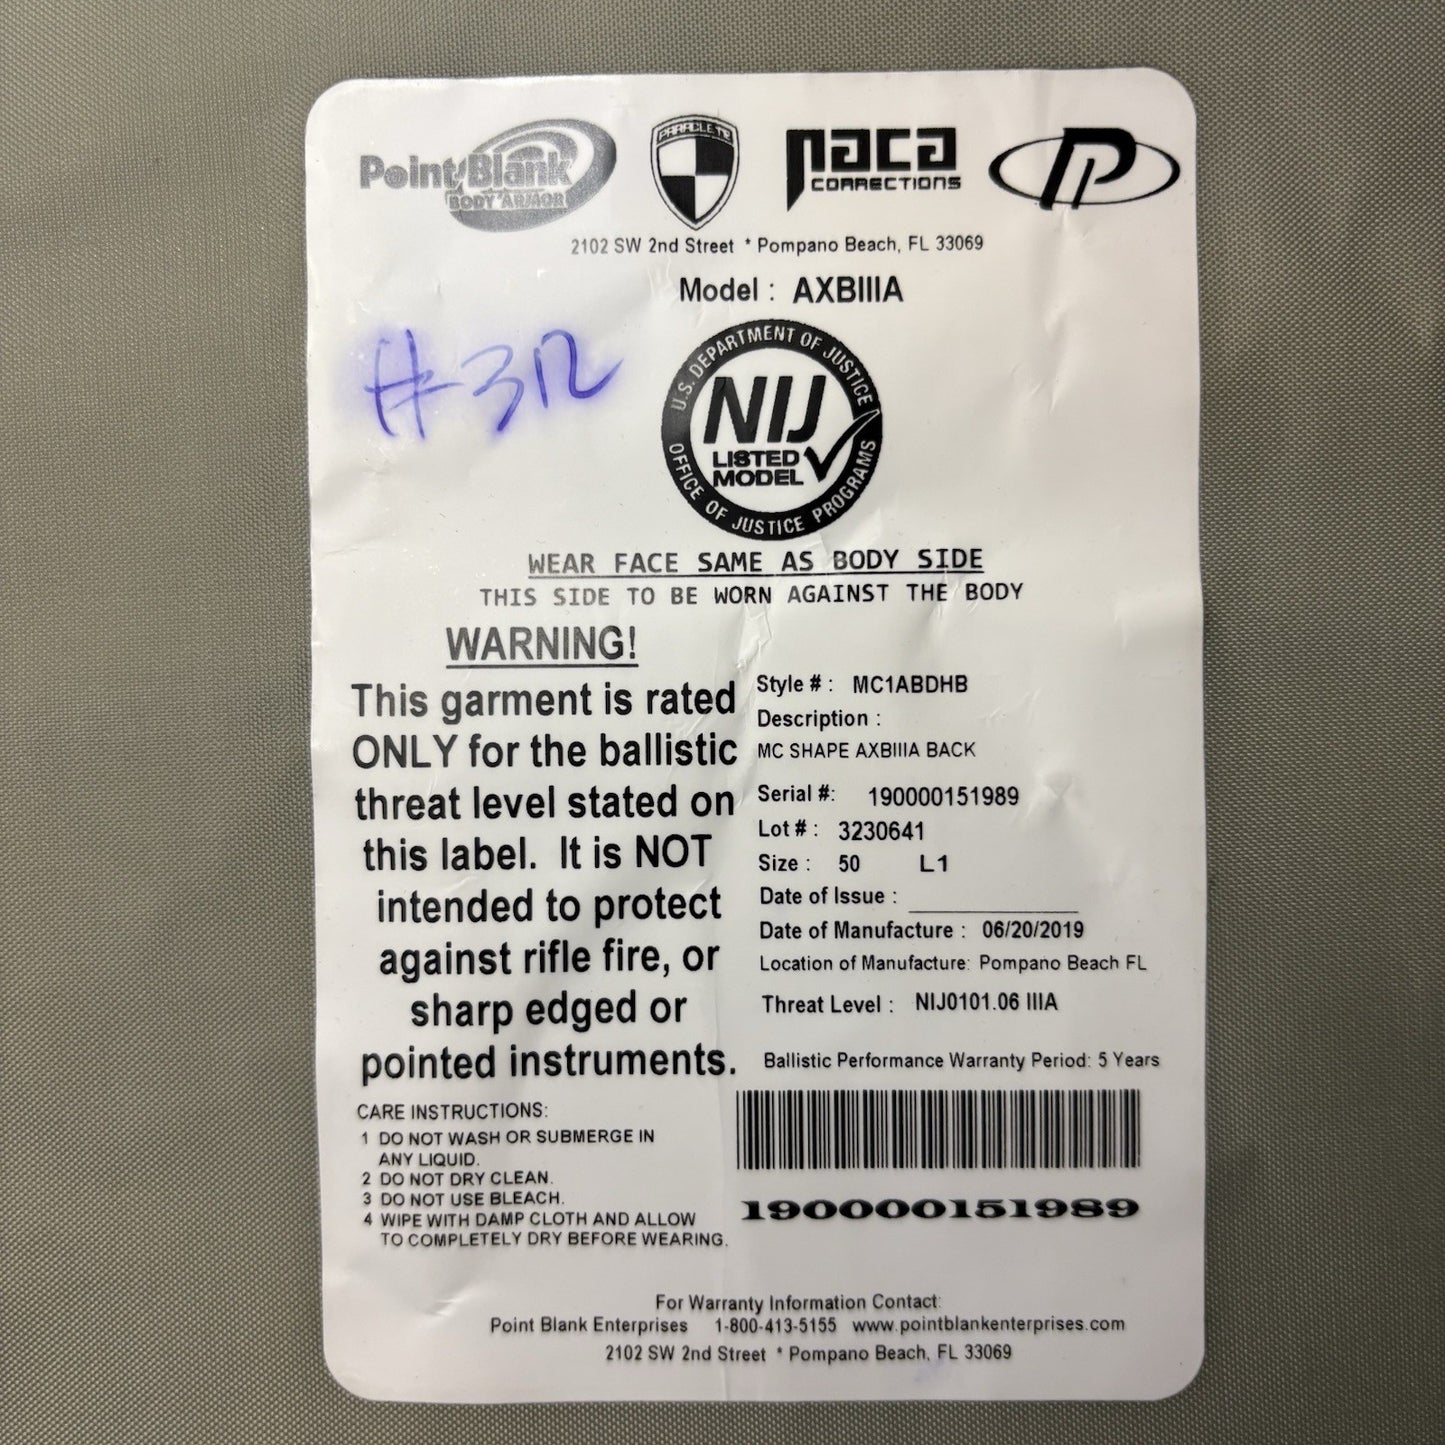 Point Blank
BODY ARMOR
PARACLETE
PACA
CORRECTIONS
2102 SW 2nd Street * Pompano Beach, FL 33069
Model : AXBIIIA
#312
U.S. DEPARTMENT OF JUSTICE
NIJ
LISTED
MODEL
OFFICE OF JUSTICE PROGRAMS
WEAR FACE SAME AS BODY SIDE
THIS SIDE TO BE WORN AGAINST THE BODY
WARNING!
This garment is rated
ONLY for the ballistic
threat level stated on
this label. It is NOT
intended to protect
against rifle fire, or
sharp edged or
pointed instruments.
Style # : MC1ABDHB
Description :
MC SHAPE AXBIIIA BACK
Serial #: 190000151989
Lot # : 3230641
Size : 50 L1
Date of Issue :
Date of Manufacture : 06/20/2019
Location of Manufacture: Pompano Beach FL
Threat Level : NIJ0101.06 IIIA
Ballistic Performance Warranty Period: 5 Years
190000151989
CARE INSTRUCTIONS:
1 DO NOT WASH OR SUBMERGE IN
ANY LIQUID.
2 DO NOT DRY CLEAN.
3 DO NOT USE BLEACH.
4 WIPE WITH DAMP CLOTH AND ALLOW
TO COMPLETELY DRY BEFORE WEARING.
For Warranty Information Contact:
Point Blank Enterprises 1-800-413-5155 www.pointblankenterprises.com
2102 SW 2nd Street * Pompano Beach, FL 33069